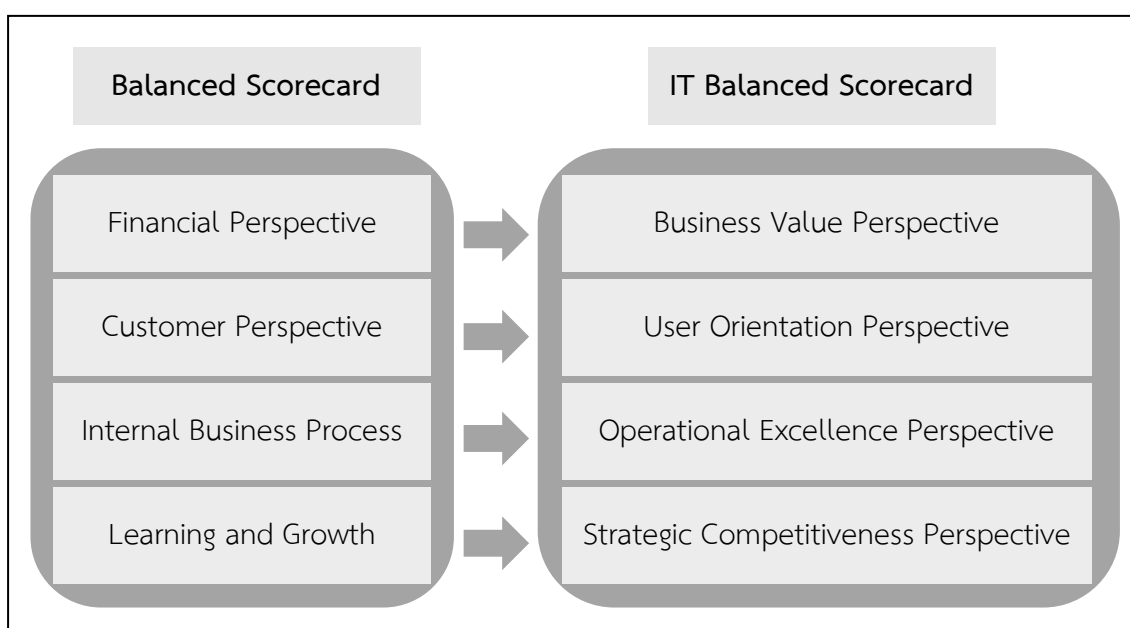 Balanced Scorecard
IT Balanced Scorecard
Financial Perspective
Business Value Perspective
Customer Perspective
User Orientation Perspective
Internal Business Process
Operational Excellence Perspective
Learning and Growth
Strategic Competitiveness Perspective